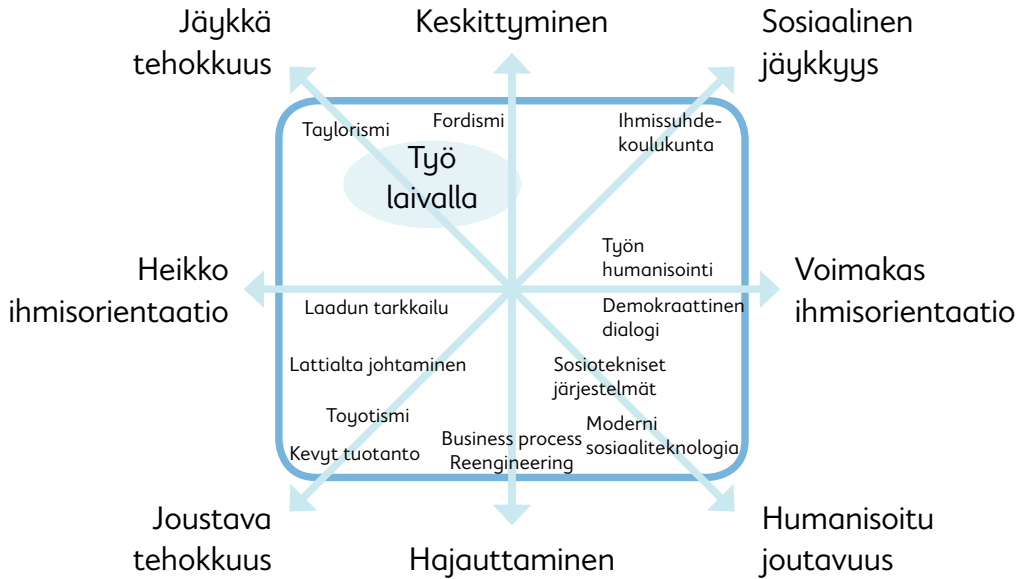 Jäykkä
tehokkuus
Keskittyminen
Sosiaalinen
jäykkyys
Taylorismi
Fordismi
Ihmissuhde-
koulukunta
Työ
laivalla
Heikko
ihmisorientaatio
Työn
humanisointi
Voimakas
ihmisorientaatio
Laadun tarkkailu
Demokraattinen
dialogi
Lattialta johtaminen
Sosiotekniset
järjestelmät
Toyotismi
Moderni
sosiaaliteknologia
Kevyt tuotanto
Business process
Reengineering
Joustava
tehokkuus
Hajauttaminen
Humanisoitu
joutavuus